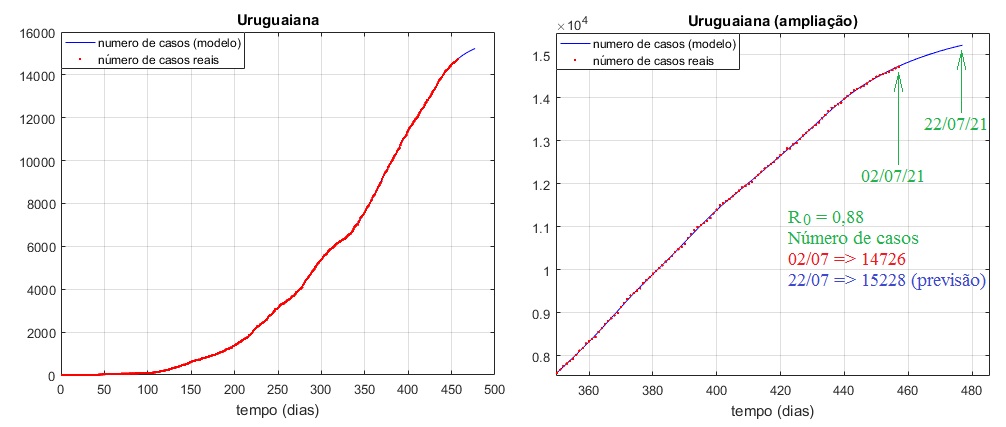 Uruguaiana
numero de casos (modelo)
número de casos reais
16000
14000
12000
10000
8000
6000
4000
2000
0
0 50 100 150 200 250 300 350 400 450 500
tempo (dias)
Uruguaiana (ampliação)
×10⁴
numero de casos (modelo)
número de casos reais
1.5
1.4
1.3
1.2
1.1
1
0.9
0.8
22/07/21
02/07/21
R0 = 0,88
Número de casos
02/07 => 14726
22/07 => 15228 (previsão)
360 380 400 420 440 460 480
tempo (dias)